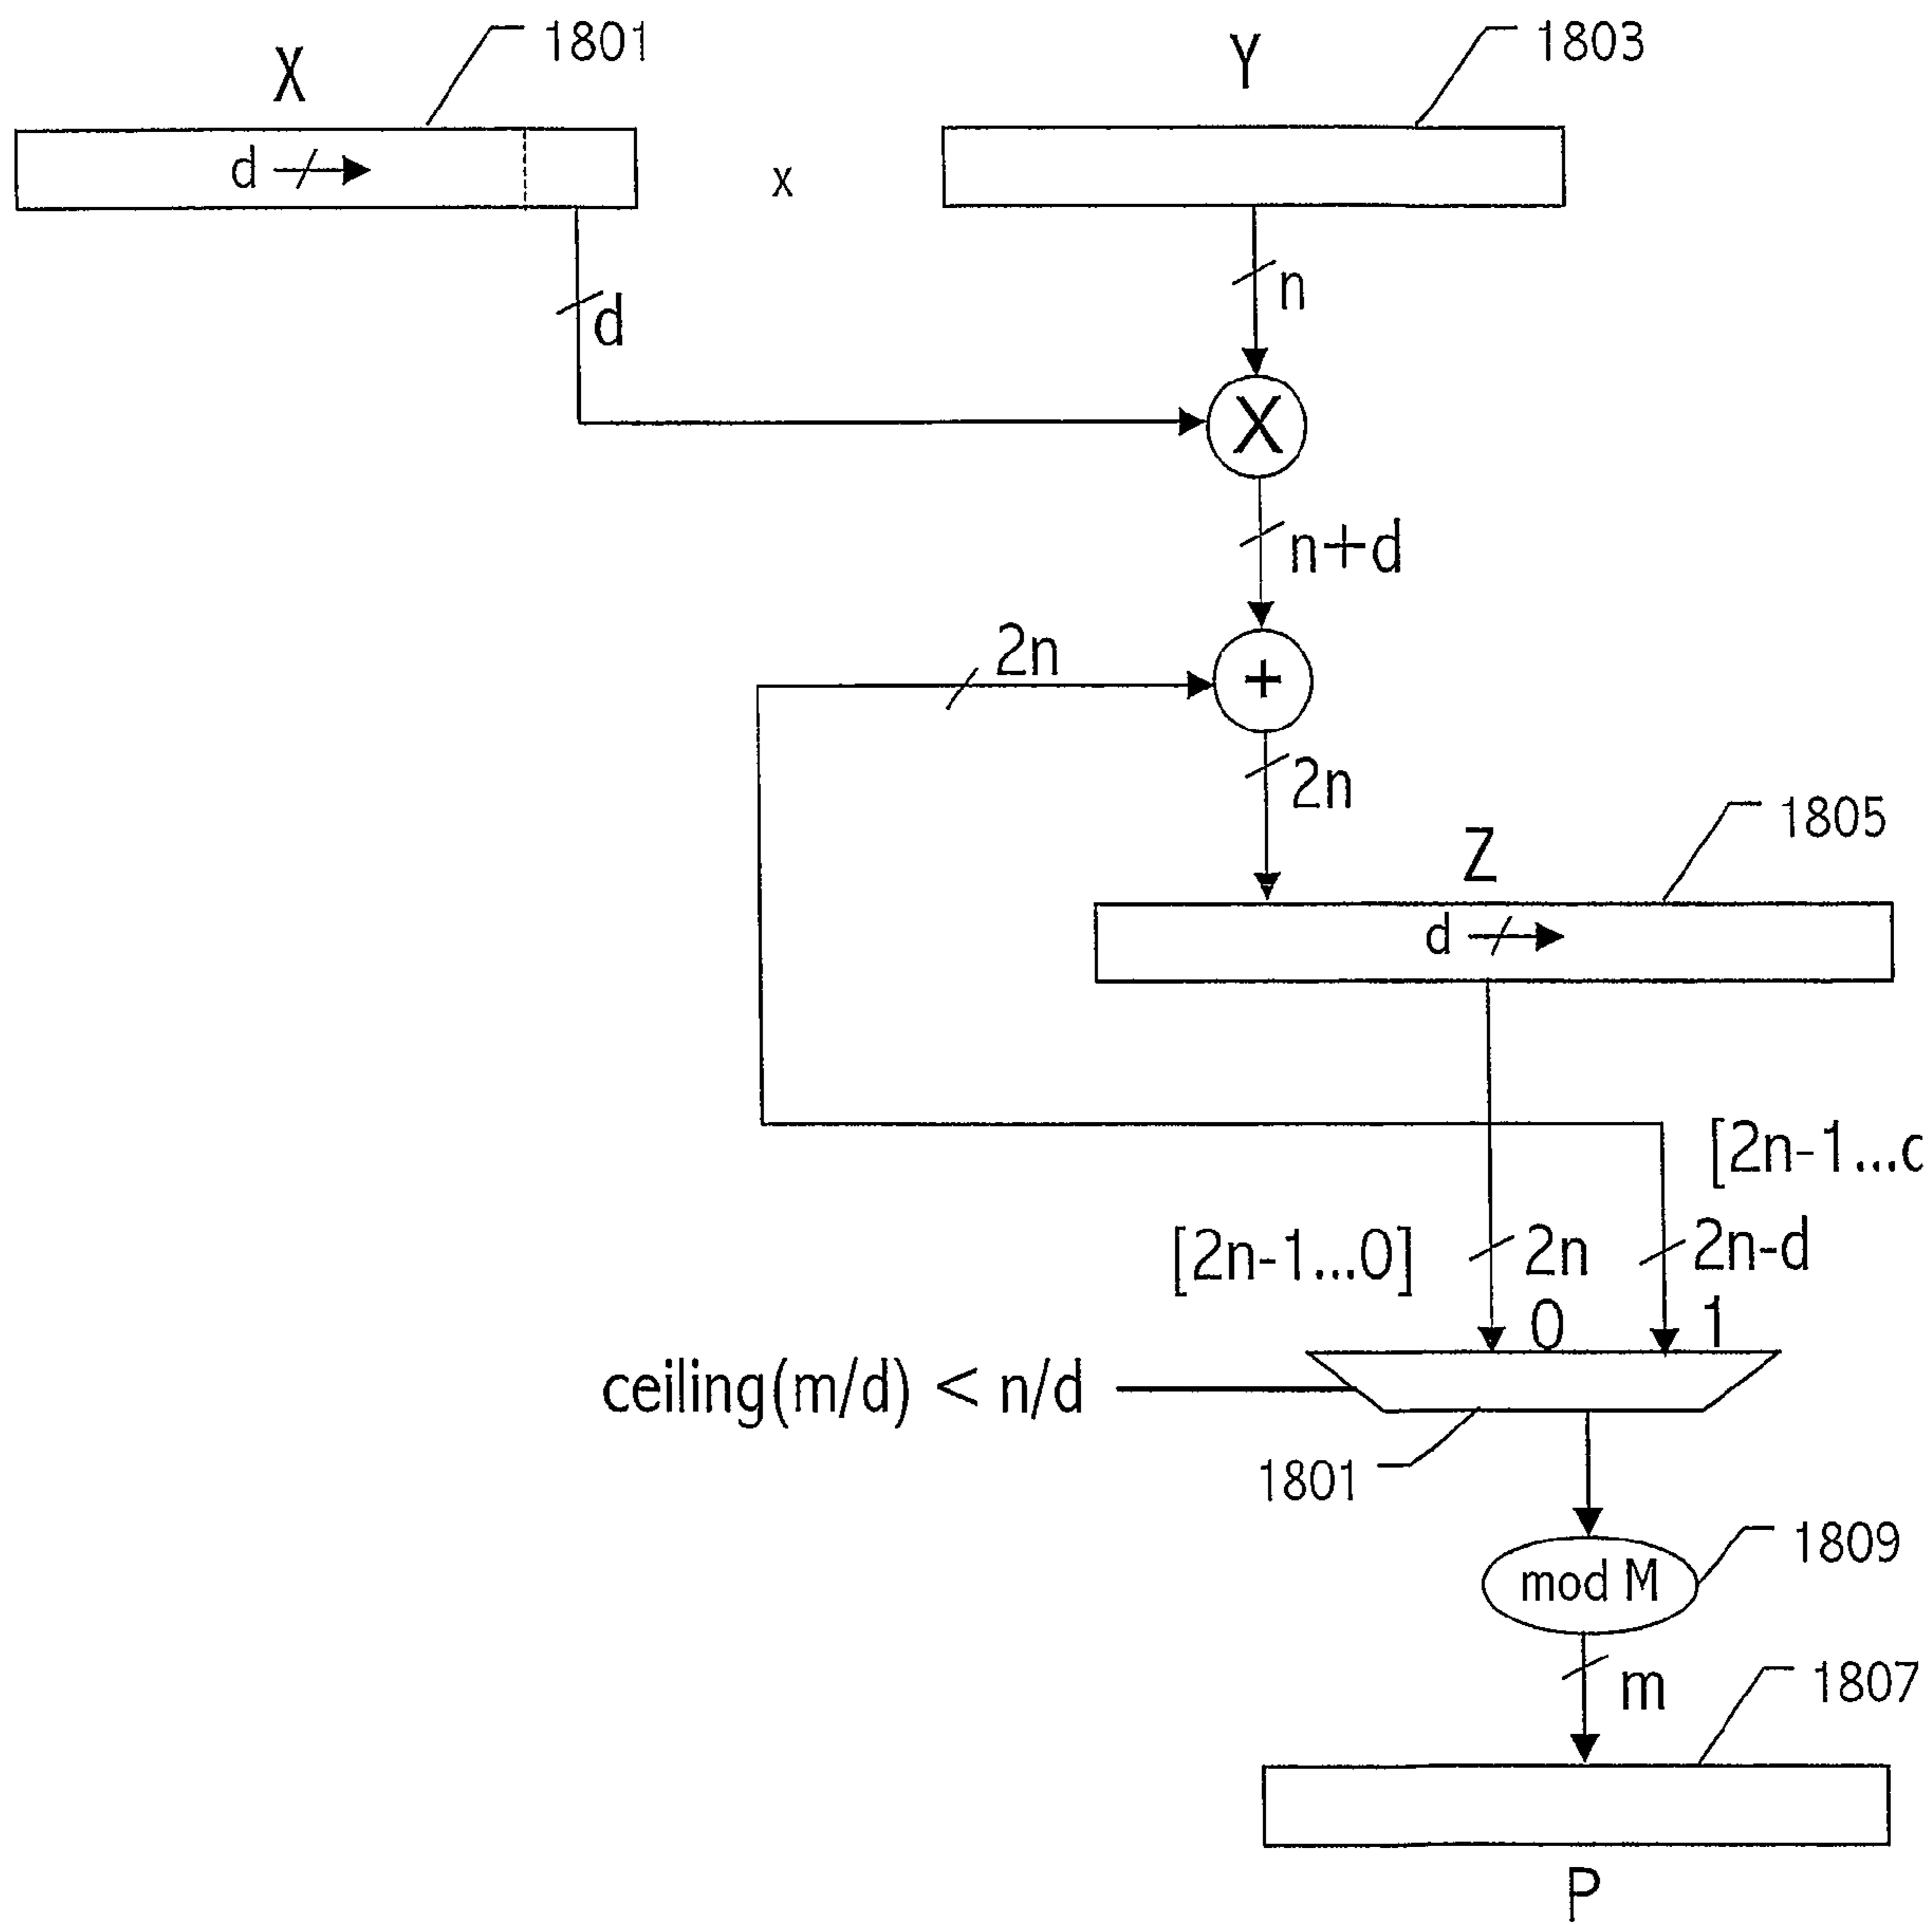 X
1801
Y
1803
d
x
n
d
X
n+d
2n
+
2n
Z
1805
d
[2n-1...c
[2n-1...0]
2n
2n-d
0
1
ceiling(m/d) < n/d
1801
mod M
1809
m
1807
P